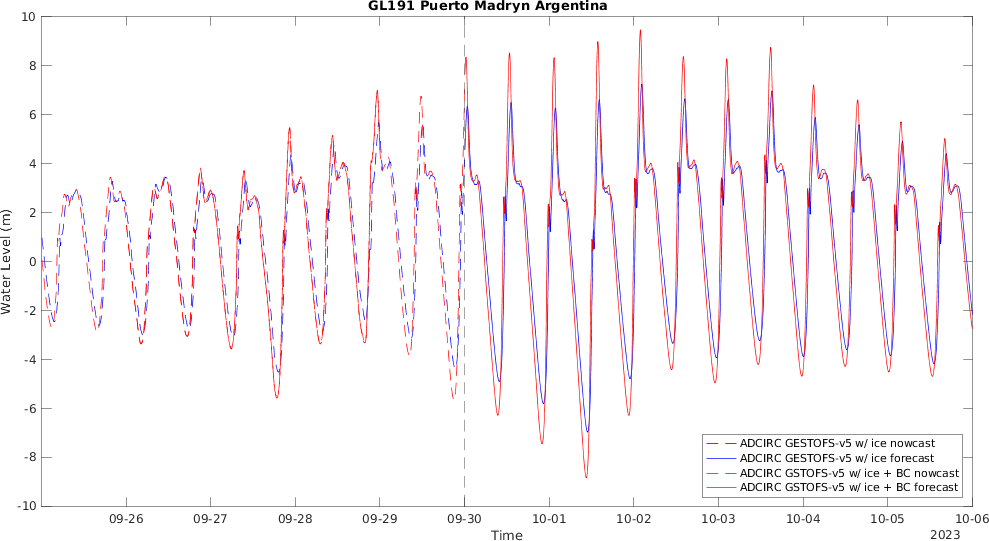 GL191 Puerto Madryn Argentina
Water Level (m)
10
8
6
4
2
0
-2
-4
-6
-8
-10
ADCIRC GESTOFS-v5 w/ ice nowcast
ADCIRC GESTOFS-v5 w/ ice forecast
ADCIRC GSTOFS-v5 w/ ice + BC nowcast
ADCIRC GSTOFS-v5 w/ ice + BC forecast
09-26 09-27 09-28 09-29 09-30 10-01 10-02 10-03 10-04 10-05 10-06
Time
2023